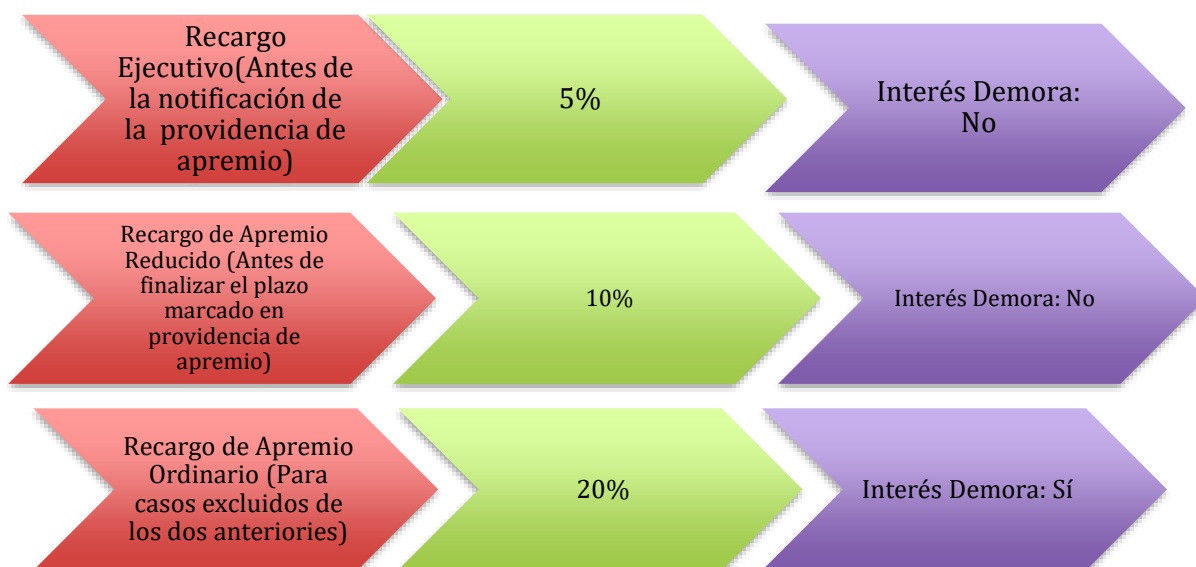 Recargo
Ejecutivo(Antes de
la notificación de
la providencia de
apremio)
5%
Interés Demora:
No
Recargo de Apremio
Reducido (Antes de
finalizar el plazo
marcado en
providencia de
apremio)
10%
Interés Demora: No
Recargo de Apremio
Ordinario (Para
casos excluidos de
los dos anteriories)
20%
Interés Demora: Sí